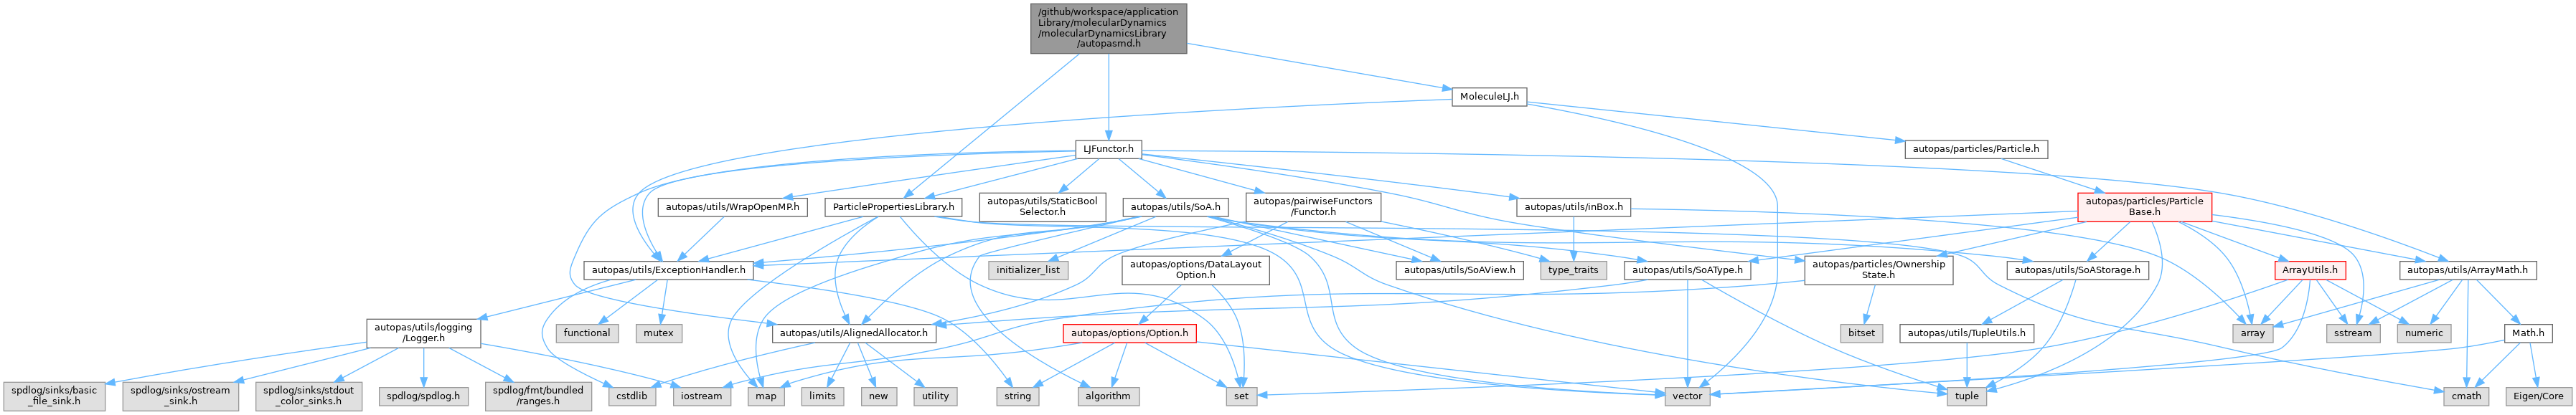 /github/workspace/application
Library/molecularDynamics
/molecularDynamicsLibrary
/autopasmd.h
MoleculeLJ.h
LJFunctor.h
autopas/particles/Particle.h
autopas/utils/WrapOpenMP.h
ParticlePropertiesLibrary.h
autopas/utils/StaticBool
Selector.h
autopas/utils/SoA.h
autopas/pairwiseFunctors
/Functor.h
autopas/utils/inBox.h
autopas/particles/Particle
Base.h
autopas/utils/ExceptionHandler.h
initializer_list
autopas/options/DataLayout
Option.h
autopas/utils/SoAView.h
type_traits
autopas/utils/SoAType.h
autopas/particles/Ownership
State.h
autopas/utils/SoAStorage.h
ArrayUtils.h
autopas/utils/ArrayMath.h
autopas/utils/logging
/Logger.h
functional
mutex
autopas/utils/AlignedAllocator.h
autopas/options/Option.h
bitset
autopas/utils/TupleUtils.h
array
sstream
numeric
Math.h
spdlog/sinks/basic
_file_sink.h
spdlog/sinks/ostream
_sink.h
spdlog/sinks/stdout
_color_sinks.h
spdlog/spdlog.h
spdlog/fmt/bundled
/ranges.h
cstdlib
iostream
map
limits
new
utility
string
algorithm
set
vector
tuple
cmath
Eigen/Core